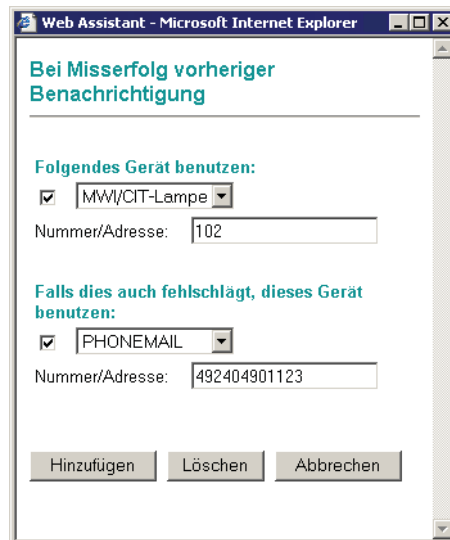 Web Assistant - Microsoft Internet Explorer
Bei Misserfolg vorheriger
Benachrichtigung
Folgendes Gerät benutzen:
MWI/CIT-Lampe
Nummer/Adresse: 102
Falls dies auch fehlschlägt, dieses Gerät
benutzen:
PHONEMAIL
Nummer/Adresse: 492404901123
Hinzufügen Löschen Abbrechen